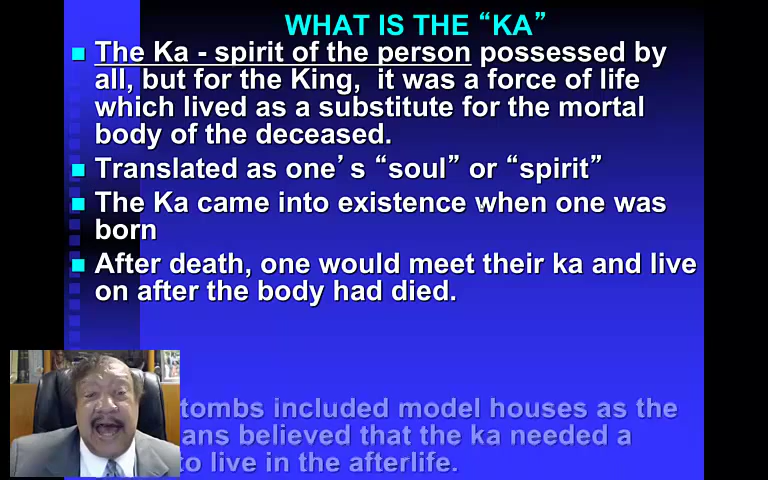 WHAT IS THE “KA”
The Ka - spirit of the person possessed by
all, but for the King, it was a force of life
which lived as a substitute for the mortal
body of the deceased.
Translated as one’s “soul” or “spirit”
The Ka came into existence when one was
born
After death, one would meet their ka and live
on after the body had died.
tombs included model houses as the
ans believed that the ka needed a
to live in the afterlife.